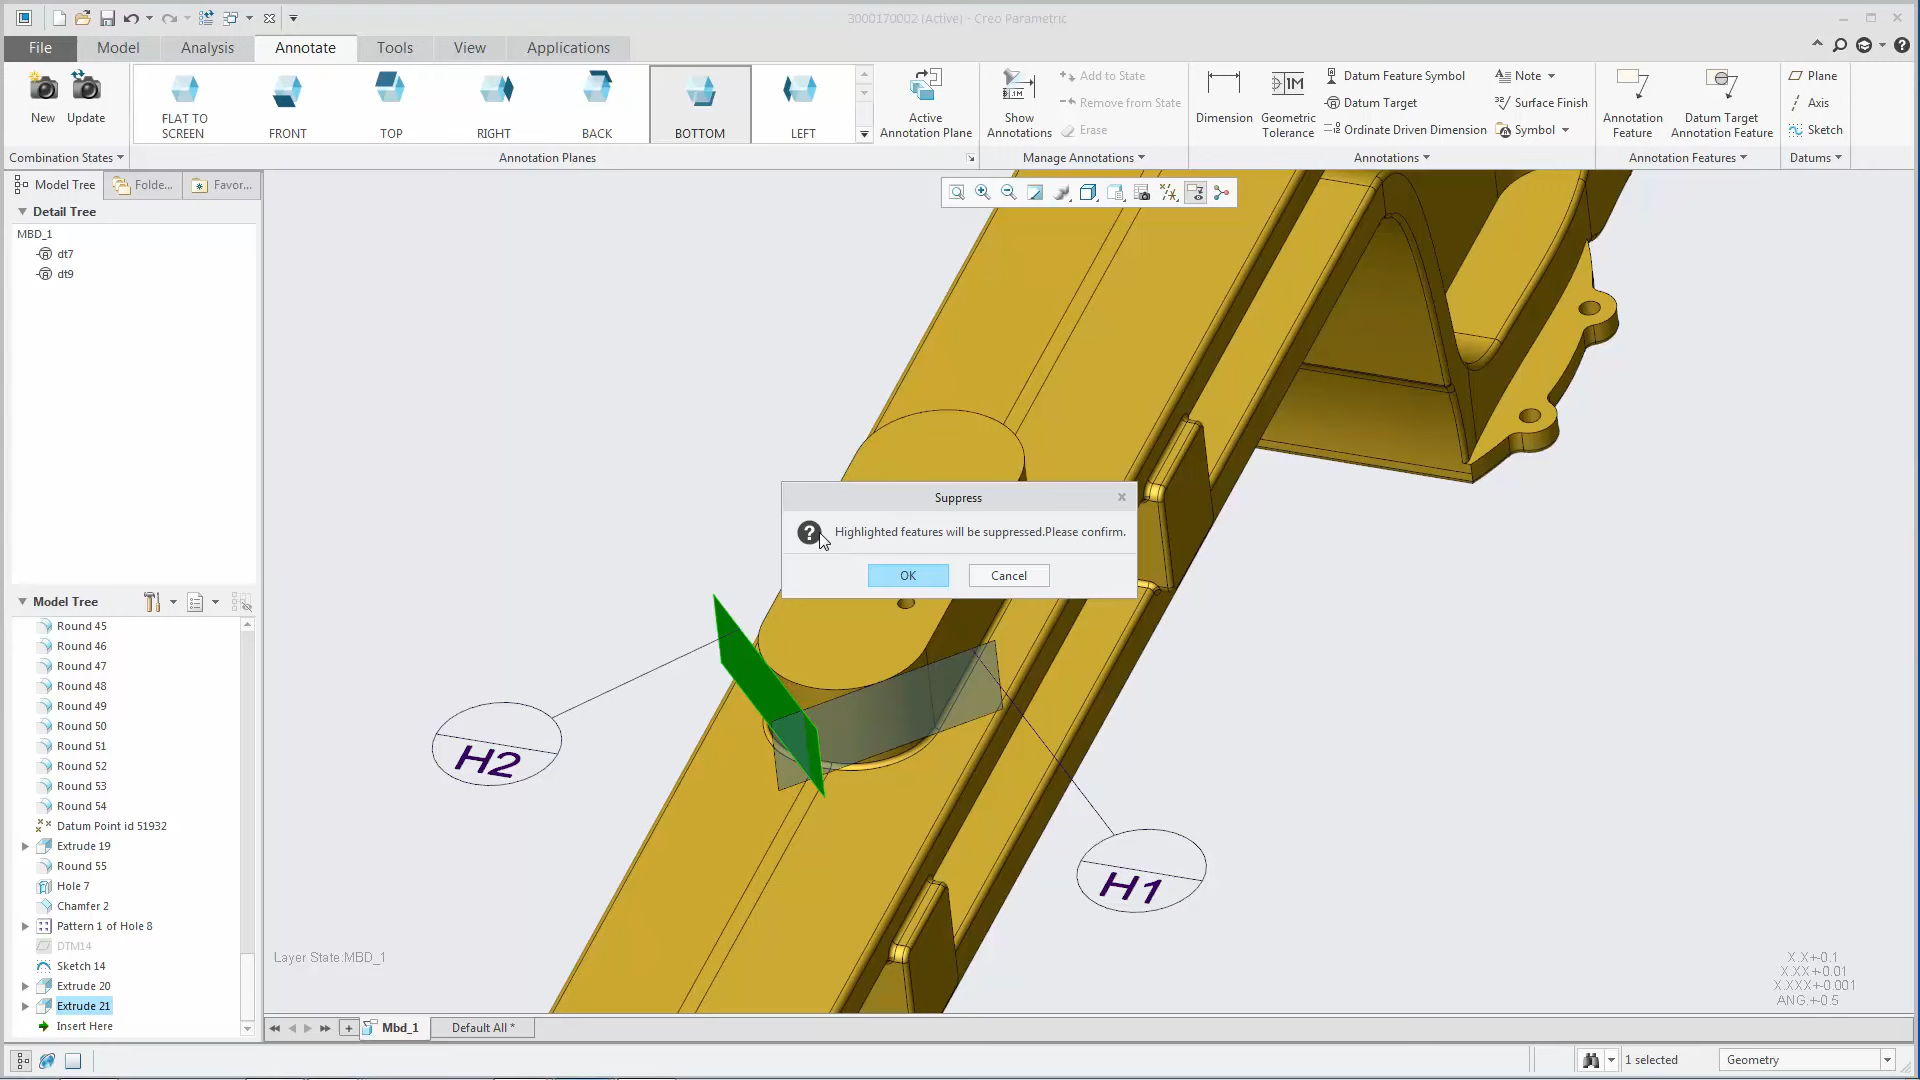 3000170002 (Active) - Creo Parametric
File Model Analysis Annotate Tools View Applications
New Update
Combination States
FLAT TO SCREEN
FRONT
TOP
RIGHT
BACK
BOTTOM
LEFT
Annotation Planes
Active Annotation Plane
Show Annotations
Add to State
Remove from State
Erase
Manage Annotations
Dimension
Geometric Tolerance
Datum Feature Symbol
Datum Target
Ordinate Driven Dimension
Note
Surface Finish
Symbol
Annotations
Annotation Feature
Datum Target Annotation Feature
Annotation Features
Plane
Axis
Sketch
Datums
Model Tree Folde... Favor...
Detail Tree
MBD_1
dt7
dt9
Model Tree
Round 45
Round 46
Round 47
Round 48
Round 49
Round 50
Round 51
Round 52
Round 53
Round 54
Datum Point id 51932
Extrude 19
Round 55
Hole 7
Chamfer 2
Pattern 1 of Hole 8
DTM14
Sketch 14
Extrude 20
Extrude 21
Insert Here
Suppress
Highlighted features will be suppressed.Please confirm.
OK Cancel
H2
H1
Layer State:MBD_1
X.X+-0.1
X.XX+-0.01
X.XXX+-0.001
ANG.+-0.5
Mbd_1 Default All *
1 selected Geometry